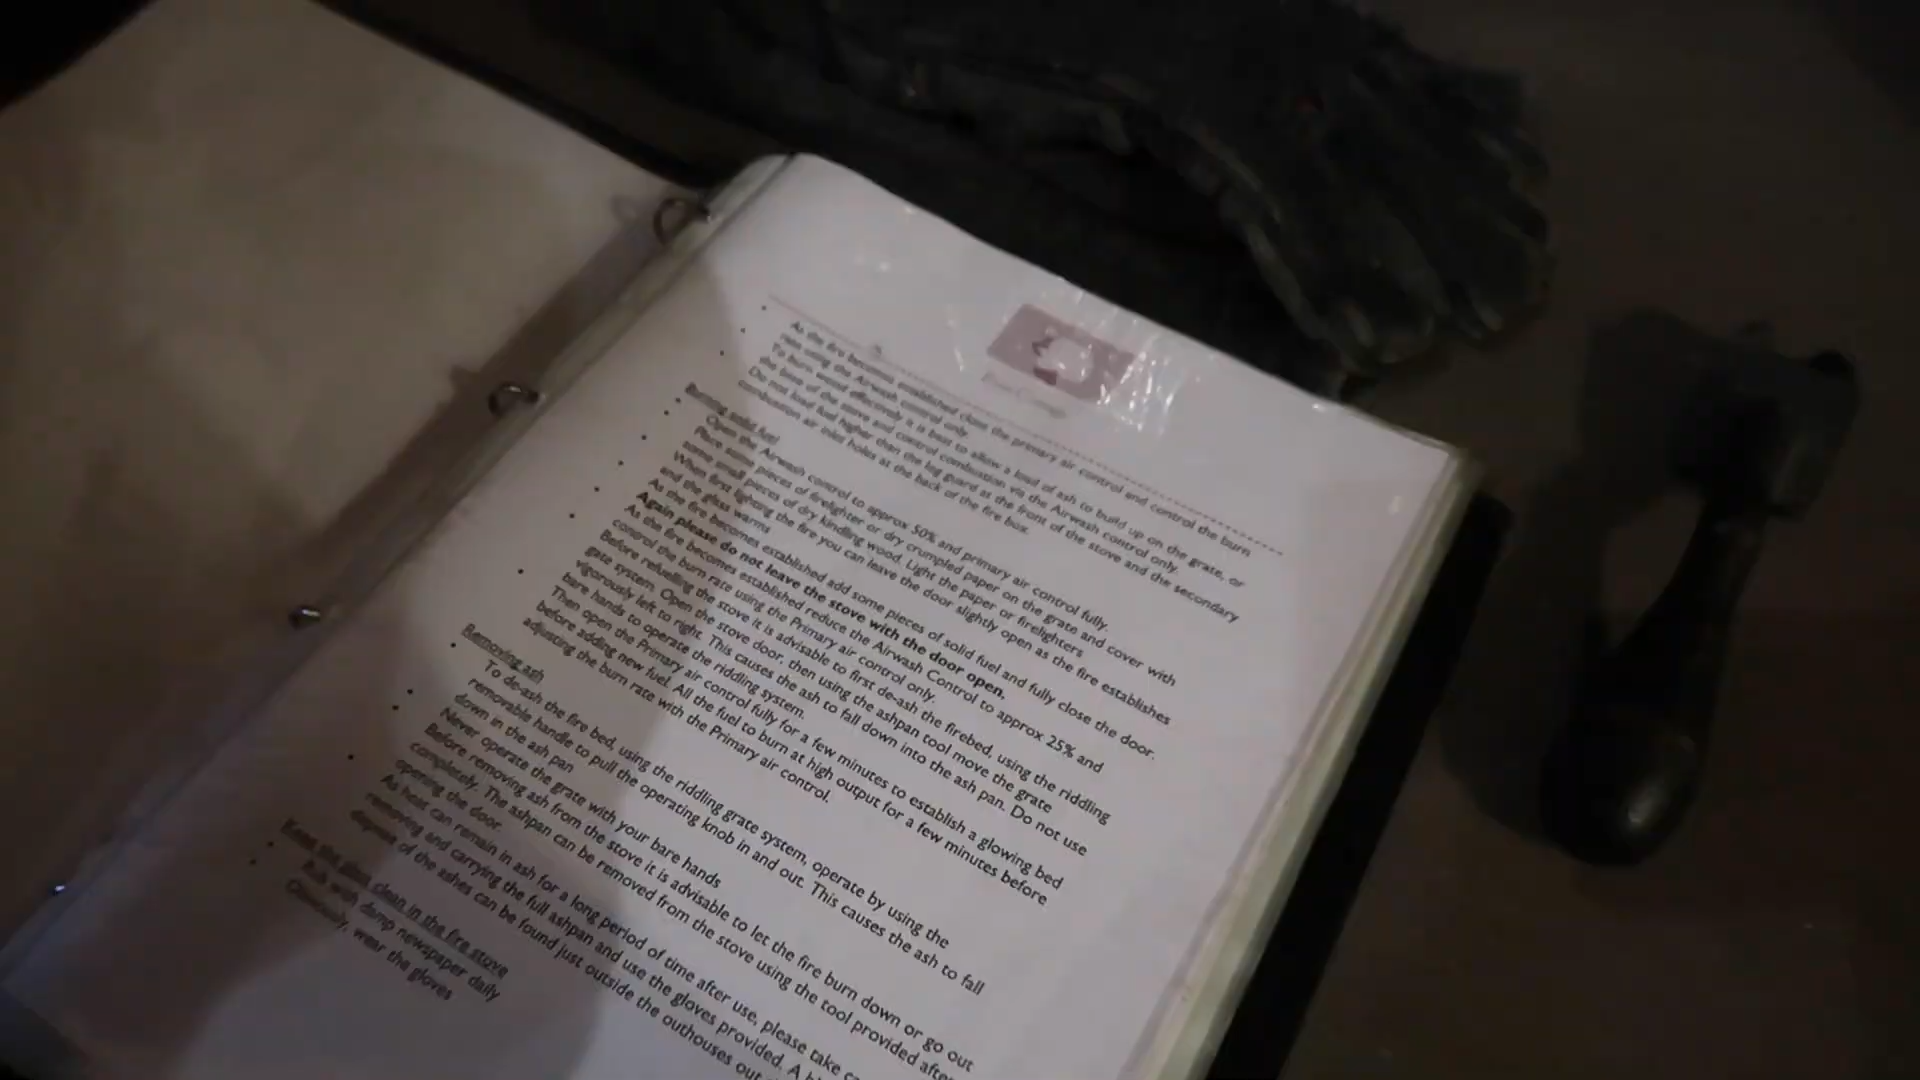 As the fire becomes established close the primary air control and control the burn
rate using the Airwash control only.
To burn wood effectively it is best to allow a load of ash to build up on the grate, or
the base of the stove and control combustion via the Airwash control only.
Do not load fuel higher than the log guard at the front of the stove and the secondary
combustion air inlet holes at the back of the fire box.
Burning solid fuel
Open the Airwash control to approx 50% and primary air control fully.
Place some pieces of firelighter or dry crumpled paper on the grate and cover with
some small pieces of dry kindling wood. Light the paper or firelighters
When first lighting the fire you can leave the door slightly open as the fire establishes
and the glass warms
As the fire becomes established add some pieces of solid fuel and fully close the door.
Again please do not leave the stove with the door open.
As the fire becomes established reduce the Airwash Control to approx 25% and
control the burn rate using the Primary air control only.
Before refuelling the stove it is advisable to first de-ash the firebed, using the riddling
gate system. Open the stove door, then using the ashpan tool move the grate
vigorously left to right. This causes the ash to fall down into the ash pan. Do not use
bare hands to operate the riddling system.
Then open the Primary air control fully for a few minutes to establish a glowing bed
before adding new fuel. All the fuel to burn at high output for a few minutes before
adjusting the burn rate with the Primary air control.
Removing ash
To de-ash the fire bed, using the riddling grate system, operate by using the
removable handle to pull the operating knob in and out. This causes the ash to fall
down in the ash pan
Never operate the grate with your bare hands
Before removing ash from the stove it is advisable to let the fire burn down or go out
completely. The ashpan can be removed from the stove using the tool provided after
operating the door.
As heat can remain in ash for a long period of time after use, please take
removing and carrying the full ashpan and use the gloves provided. A
disposal of the ashes can be found just outside the outhouses
Keep the glass clean in the fire stove
Rub with damp newspaper daily
Obviously, wear the gloves